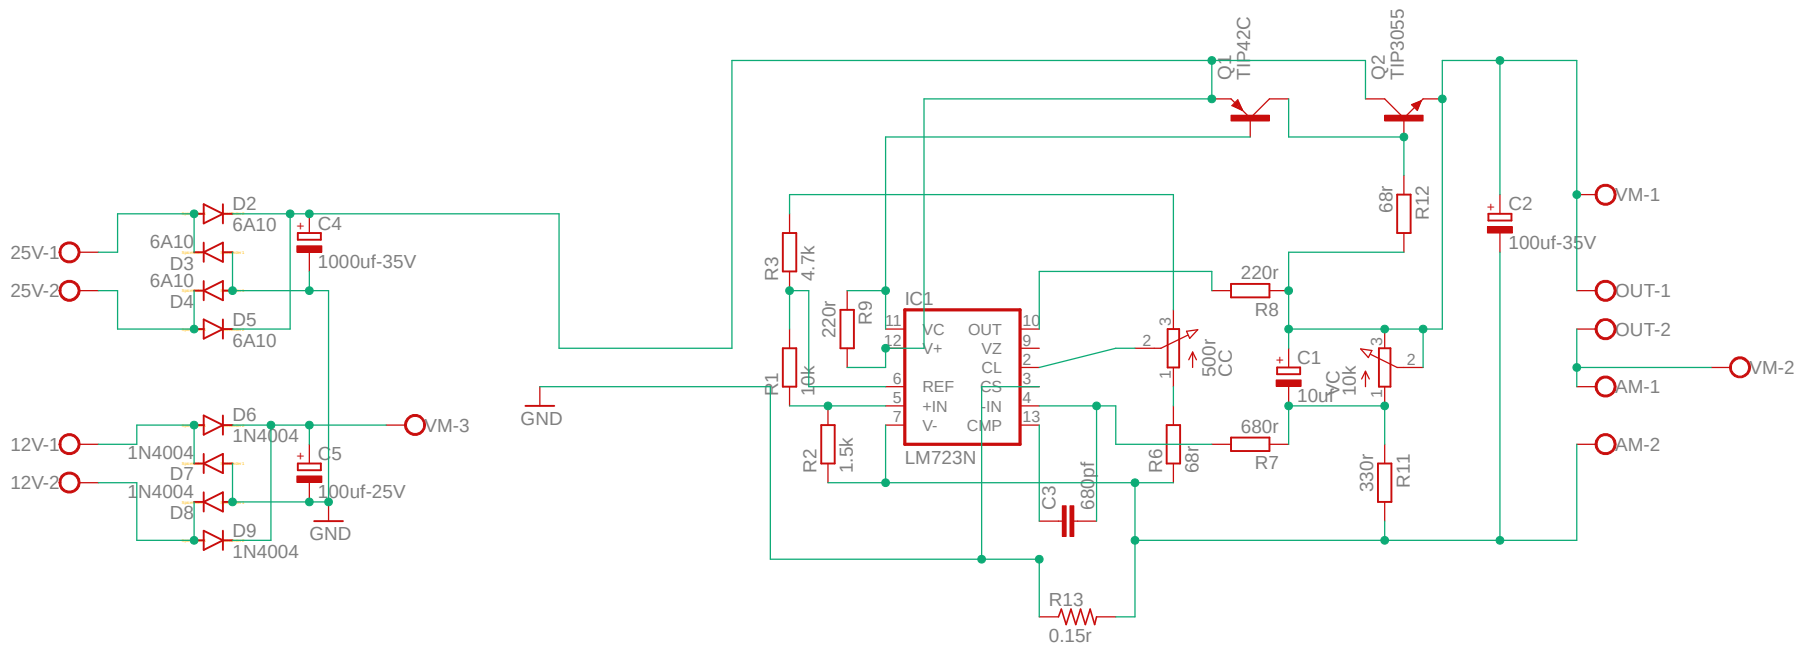 Q1
TIP42C
Q2
TIP3055
25V-1
25V-2
D2
6A10
6A10
D3
6A10
D4
D5
6A10
C4
1000uf-35V
12V-1
12V-2
D6
1N4004
1N4004
D7
1N4004
D8
D9
1N4004
C5
100uf-25V
GND
VM-3
GND
R3
4.7k
R1
10k
R2
1.5k
220r
R9
IC1
11
VC
OUT
10
12
V+
VZ
9
CL
2
6
REF
CS
3
5
+IN
-IN
4
7
V-
CMP
13
LM723N
C3
680pf
R13
0.15r
2
3
1
500r
CC
R6
68r
220r
R8
680r
R7
68r
R12
C1
10uf
VC
10k
3
2
1
330r
R11
C2
100uf-35V
VM-1
OUT-1
OUT-2
VM-2
AM-1
AM-2